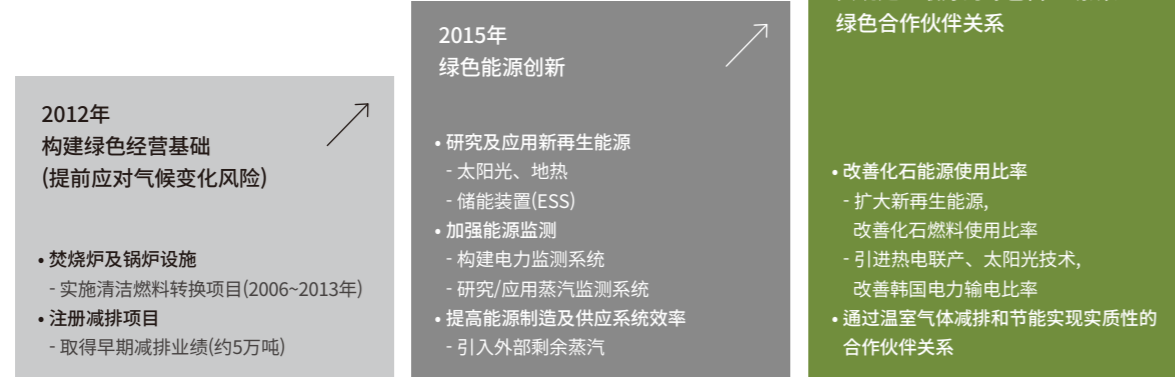 2012年
构建绿色经营基础
(提前应对气候变化风险)
• 焚烧炉及锅炉设施
- 实施清洁燃料转换项目(2006~2013年)
• 注册减排项目
- 取得早期减排业绩(约5万吨)
2015年
绿色能源创新
• 研究及应用新再生能源
- 太阳光、地热
- 储能装置(ESS)
• 加强能源监测
- 构建电力监测系统
- 研究/应用蒸汽监测系统
• 提高能源制造及供应系统效率
- 引入外部剩余蒸汽
绿色合作伙伴关系
• 改善化石能源使用比率
- 扩大新再生能源,
改善化石燃料使用比率
- 引进热电联产、太阳光技术,
改善韩国电力输电比率
• 通过温室气体减排和节能实现实质性的
合作伙伴关系